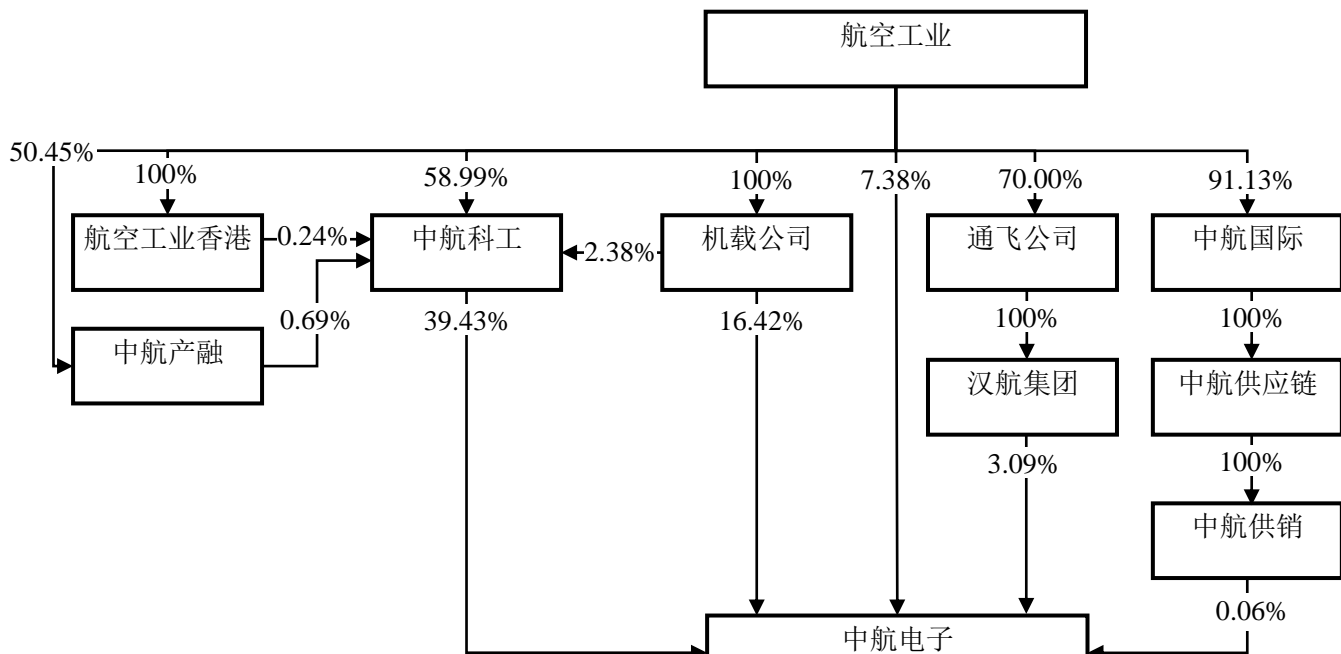 航空工业
50.45%
100%
58.99%
100%
7.38%
70.00%
91.13%
航空工业香港
0.24%
中航科工
2.38%
机载公司
通飞公司
中航国际
0.69%
39.43%
16.42%
100%
100%
中航产融
汉航集团
中航供应链
3.09%
100%
中航供销
0.06%
中航电子